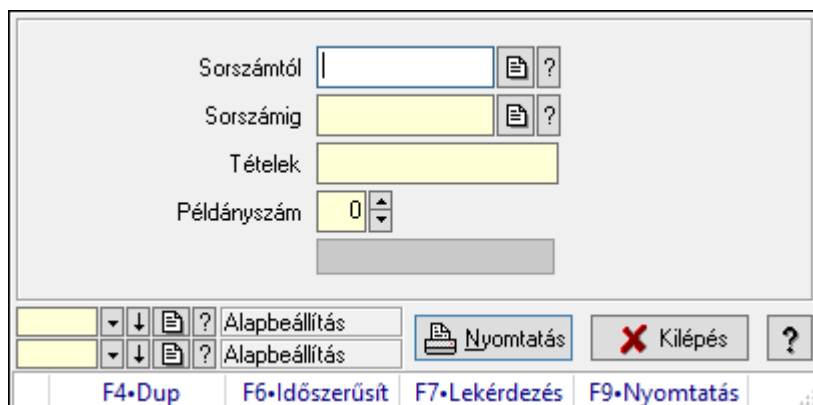 Sorszámtól ?
Sorszámig ?
Tételek
Példányszám 0
? Alapbeállítás
? Alapbeállítás
Nyomtatás Kilépés ?
F4•Dup F6•Időszerűsít F7•Lekérdezés F9•Nyomtatás